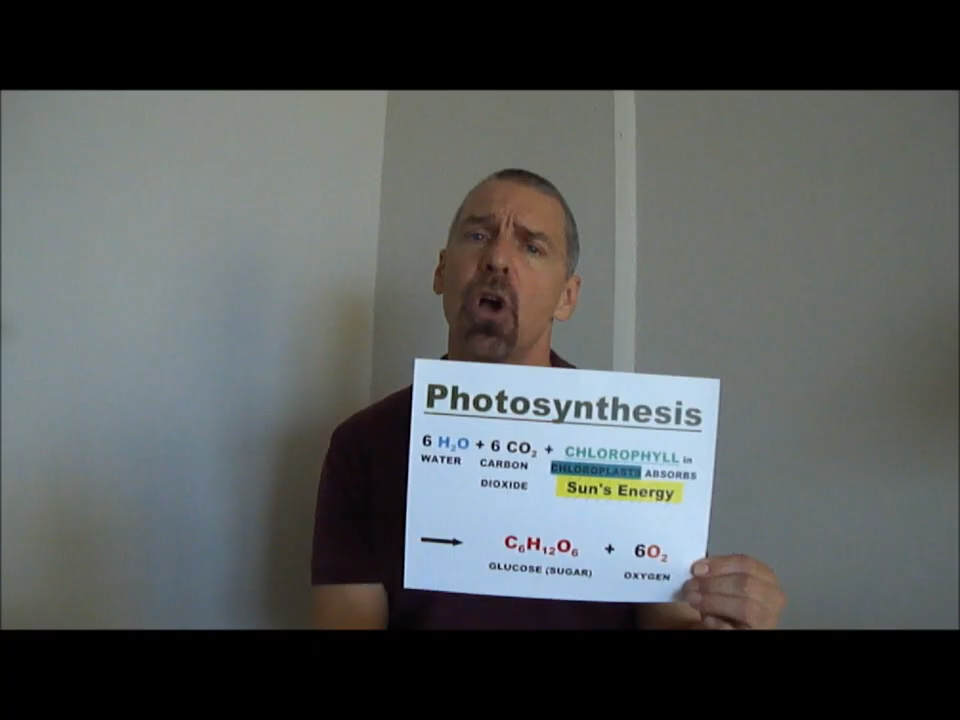 Photosynthesis
6 H₂O + 6 CO₂ + CHLOROPHYLL in
WATER CARBON CHLOROPLASTS ABSORBS
DIOXIDE Sun's Energy
→ C₆H₁₂O₆ + 6O₂
GLUCOSE (SUGAR) OXYGEN